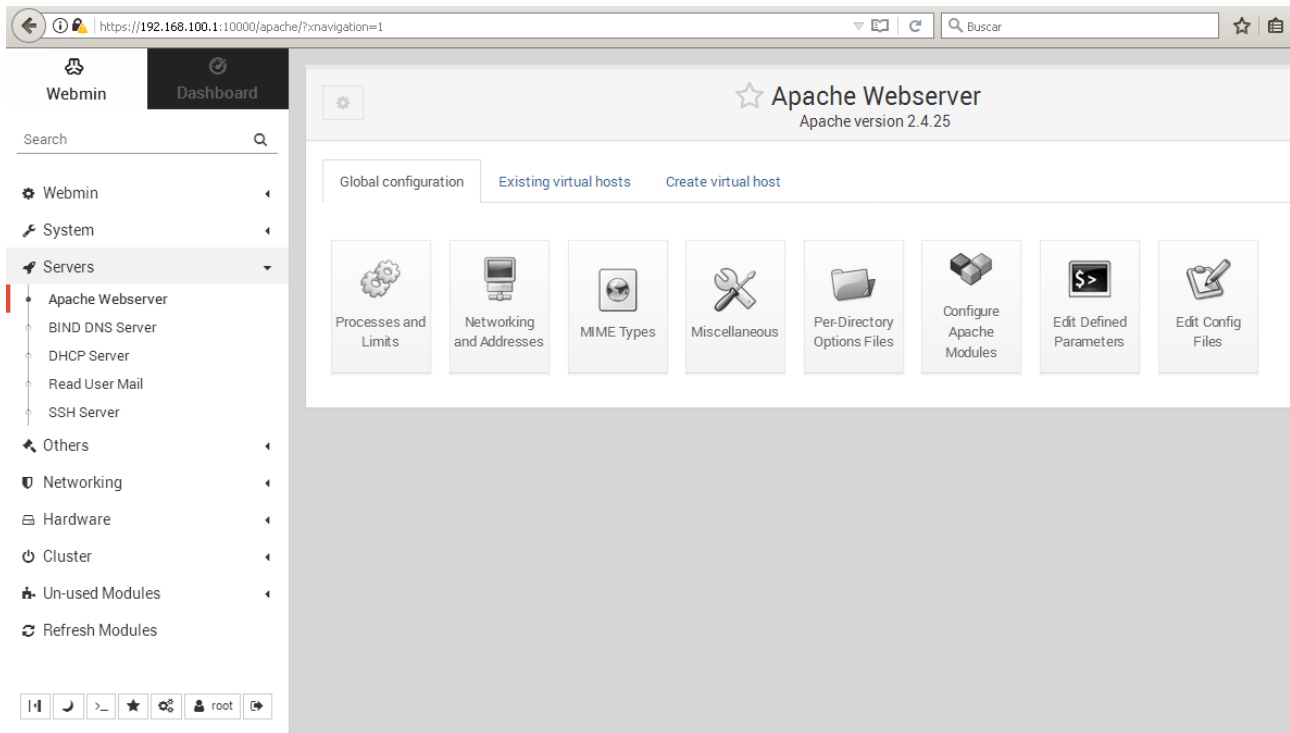 https://192.168.100.1:10000/apache/?xnavigation=1
Buscar
Webmin
Dashboard
Search
Webmin
System
Servers
Apache Webserver
BIND DNS Server
DHCP Server
Read User Mail
SSH Server
Others
Networking
Hardware
Cluster
Un-used Modules
Refresh Modules
root
Apache Webserver
Apache version 2.4.25
Global configuration Existing virtual hosts Create virtual host
Processes and
Limits
Networking
and Addresses
MIME Types
Miscellaneous
Per-Directory
Options Files
Configure
Apache
Modules
$>
Edit Defined
Parameters
Edit Config
Files